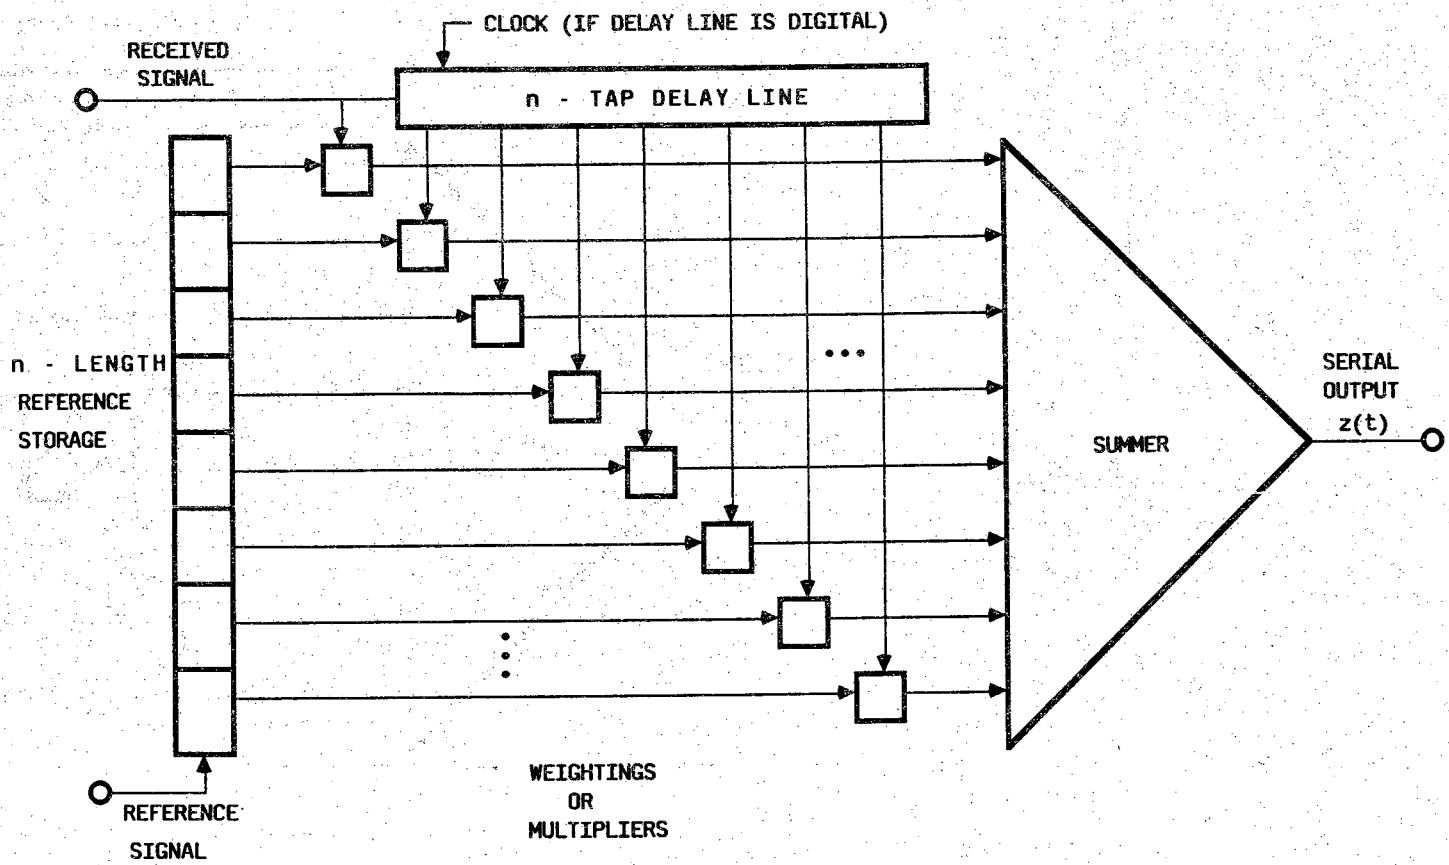 CLOCK (IF DELAY LINE IS DIGITAL)
RECEIVED
SIGNAL
n - TAP DELAY LINE
n - LENGTH
REFERENCE
STORAGE
SERIAL
OUTPUT
z(t)
SUMMER
WEIGHTINGS
OR
MULTIPLIERS
REFERENCE
SIGNAL